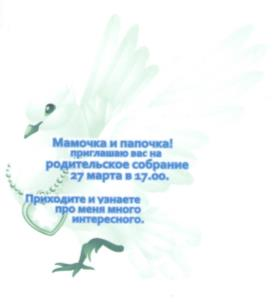 Мамочка и папочка!
приглашаю вас на
родительское собрание
27 марта в 17.00.
Приходите и узнаете
про меня много
интересного.